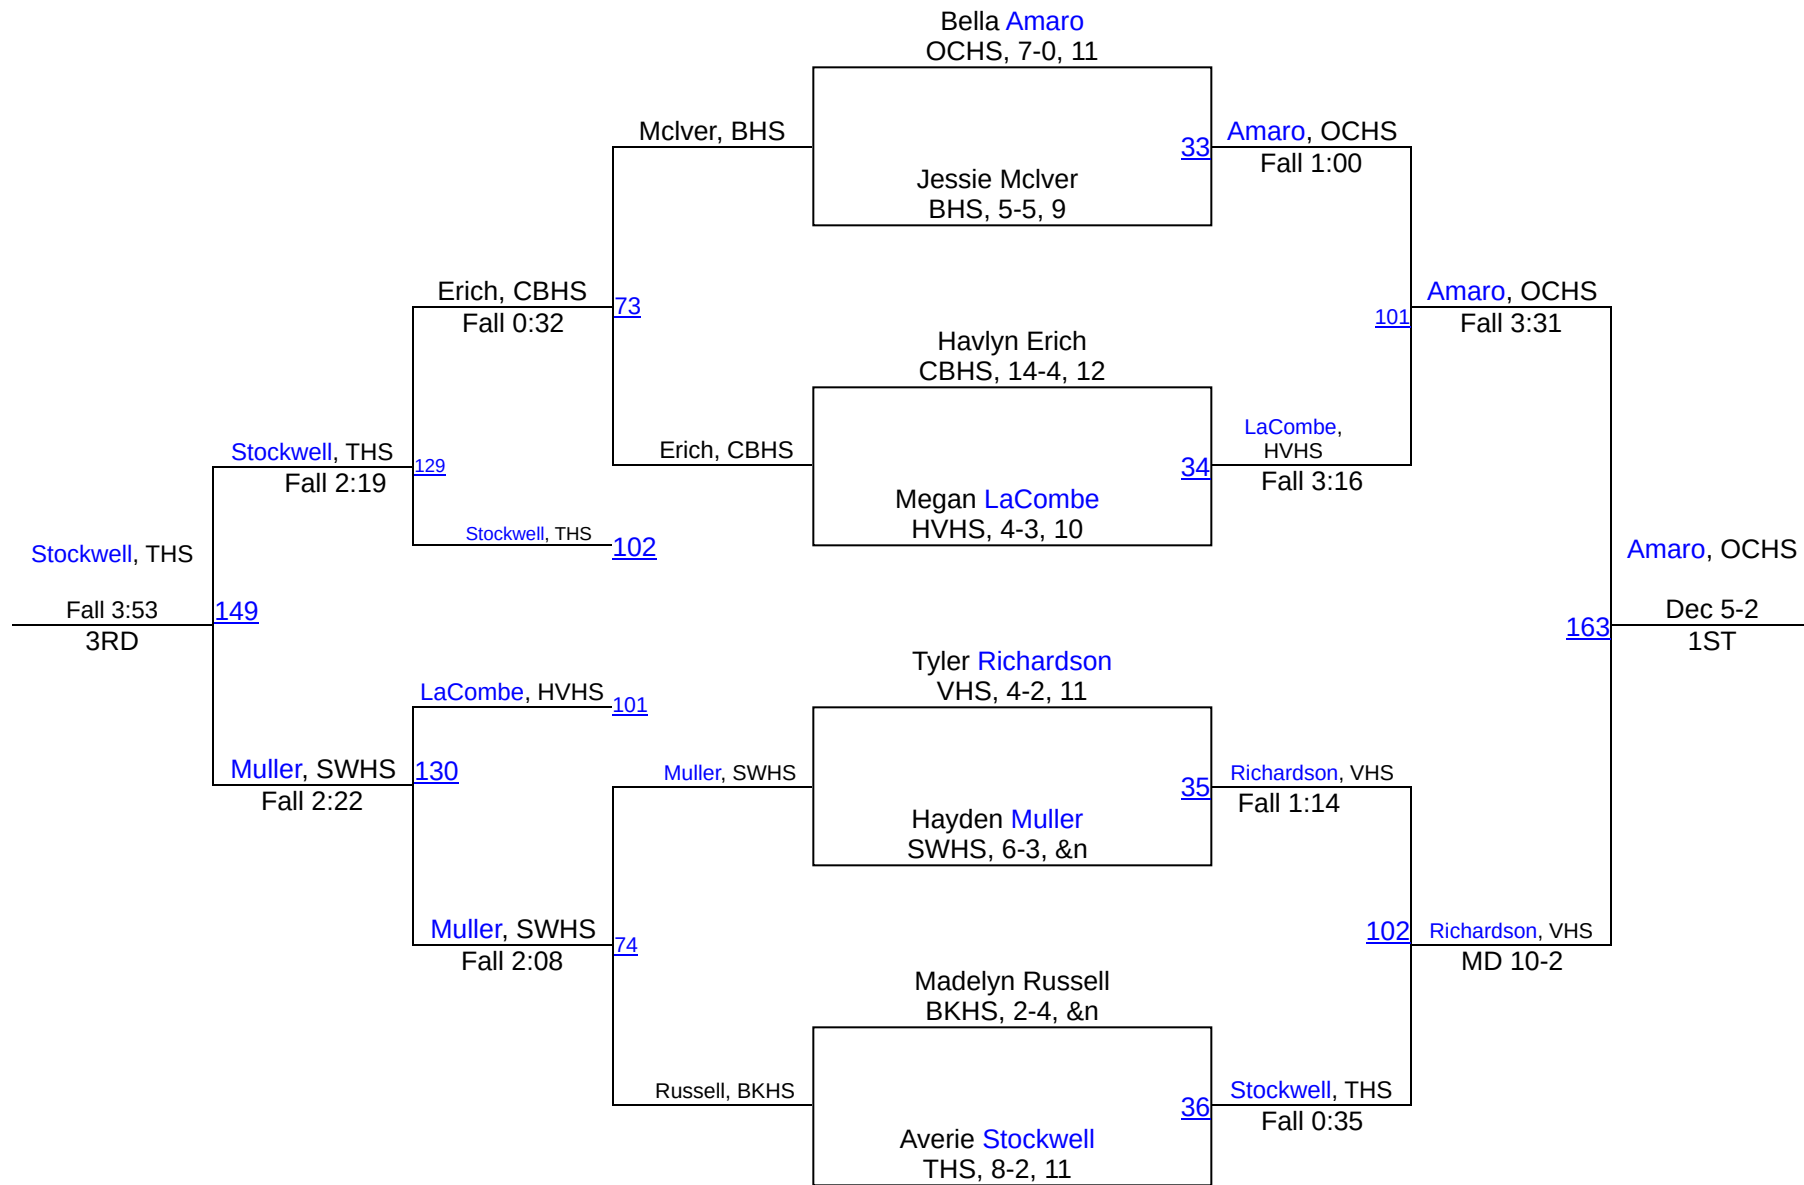 Bella Amaro
OCHS, 7-0, 11
McIver, BHS
33
Amaro, OCHS
Fall 1:00
Jessie McIver
BHS, 5-5, 9
Erich, CBHS
Fall 0:32
73
Amaro, OCHS
Fall 3:31
101
Havlyn Erich
CBHS, 14-4, 12
Stockwell, THS
Fall 2:19
129
Erich, CBHS
34
LaCombe,
HVHS
Fall 3:16
Megan LaCombe
HVHS, 4-3, 10
Stockwell, THS
102
Stockwell, THS
Fall 3:53
3RD
149
Amaro, OCHS
Dec 5-2
1ST
163
Tyler Richardson
VHS, 4-2, 11
LaCombe, HVHS
101
Muller, SWHS
Fall 2:22
130
Muller, SWHS
35
Richardson, VHS
Fall 1:14
Hayden Muller
SWHS, 6-3, &n
Muller, SWHS
Fall 2:08
74
102
Richardson, VHS
MD 10-2
Madelyn Russell
BKHS, 2-4, &n
Russell, BKHS
36
Stockwell, THS
Fall 0:35
Averie Stockwell
THS, 8-2, 11